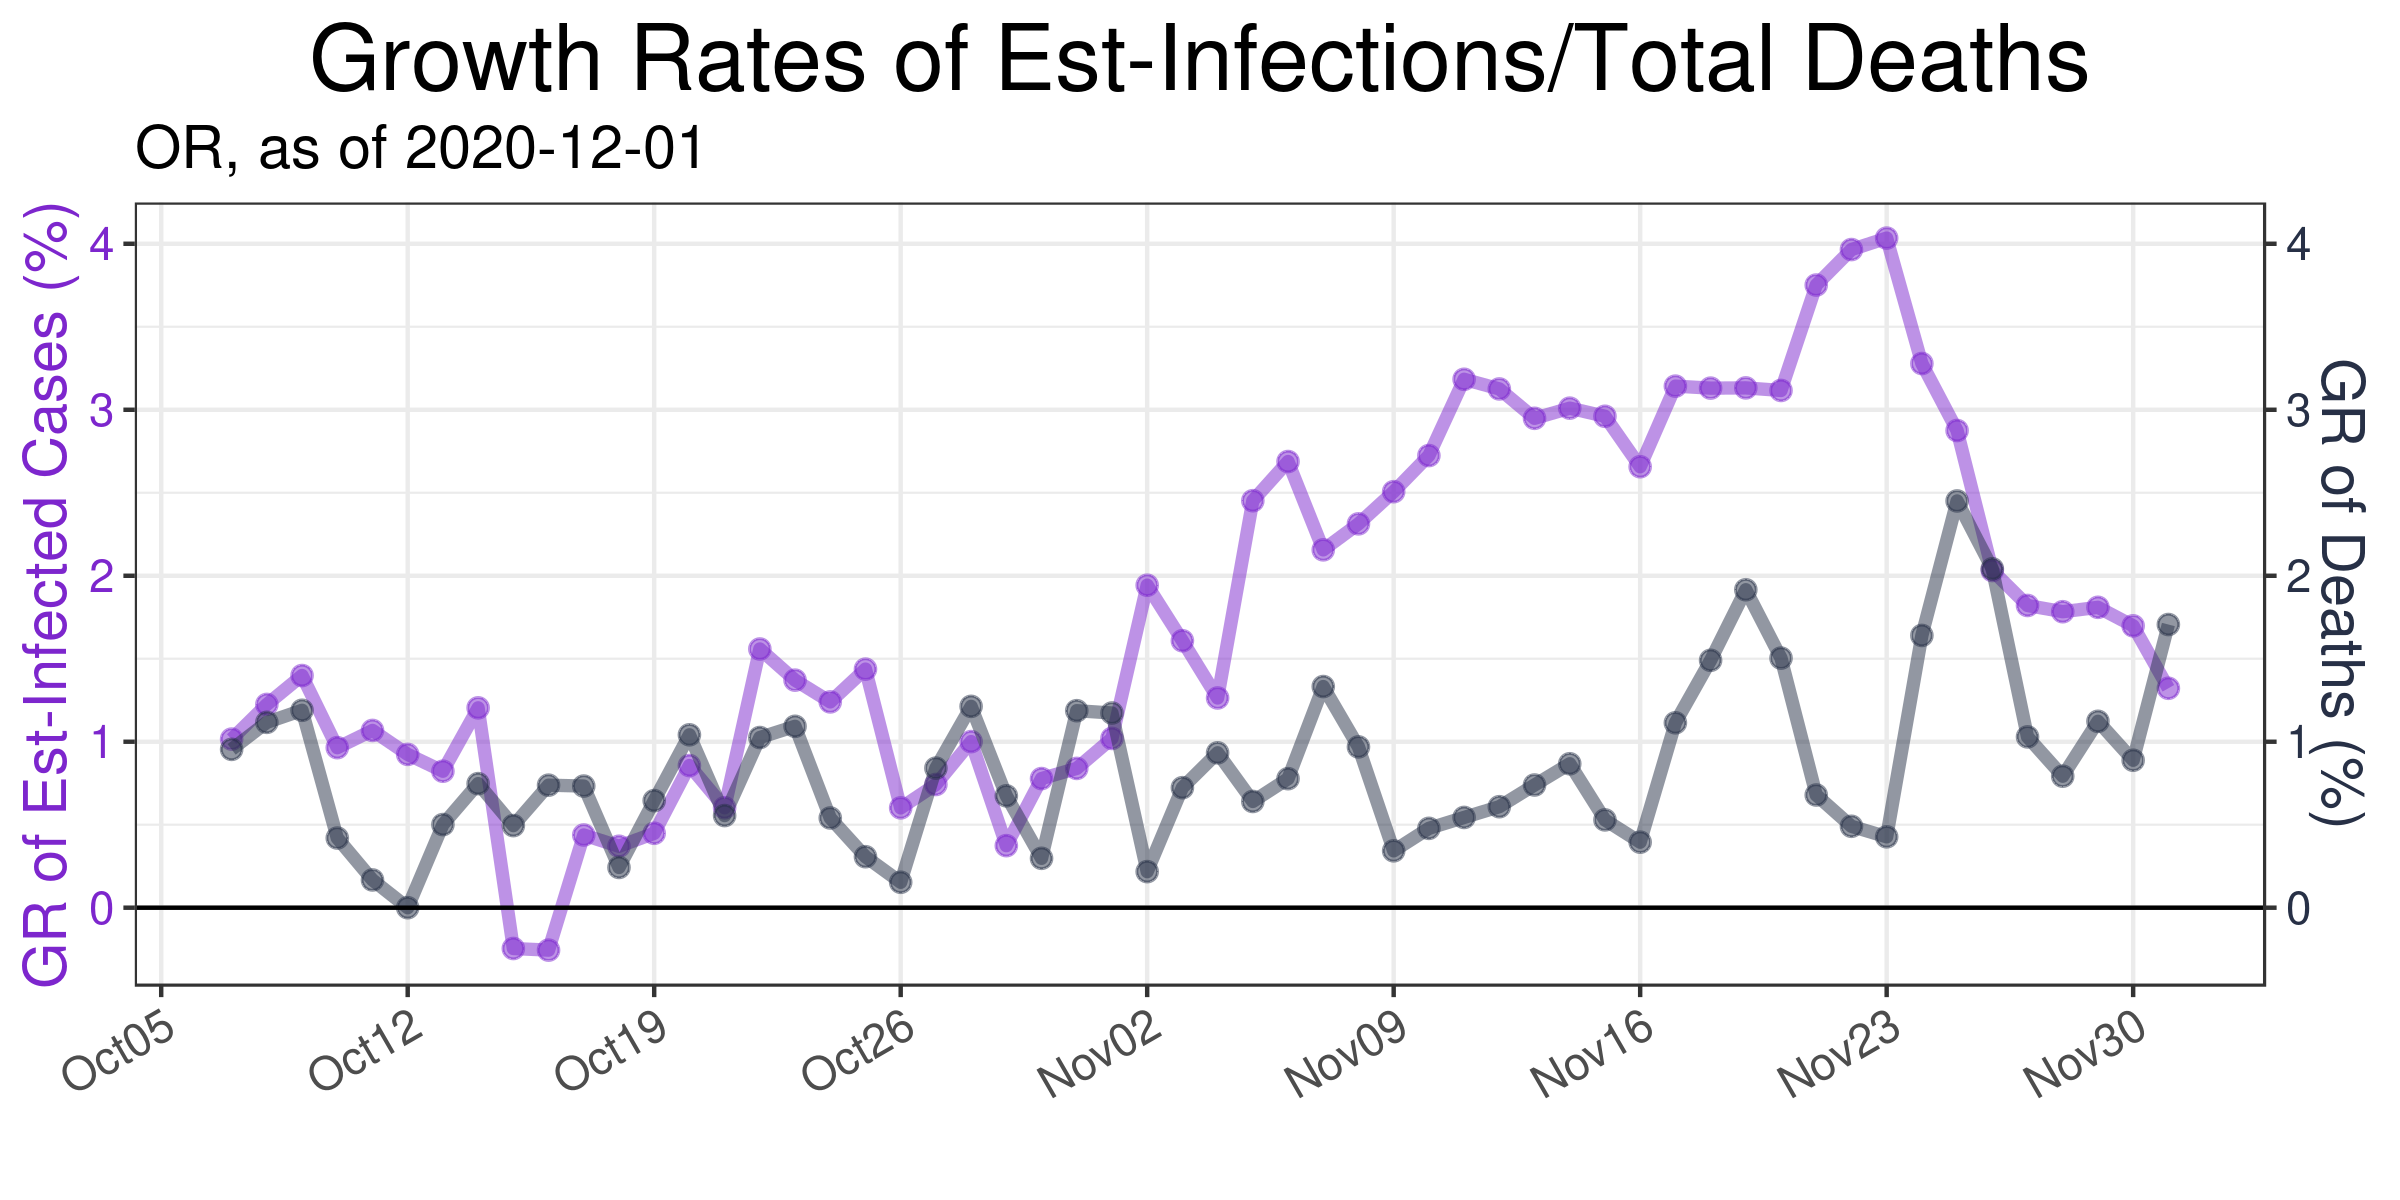 Growth Rates of Est-Infections/Total Deaths
OR, as of 2020-12-01
GR of Est-Infected Cases (%)
4
3
2
1
0
4
3
2
1
0
GR of Deaths (%)
Oct05
Oct12
Oct19
Oct26
Nov02
Nov09
Nov16
Nov23
Nov30